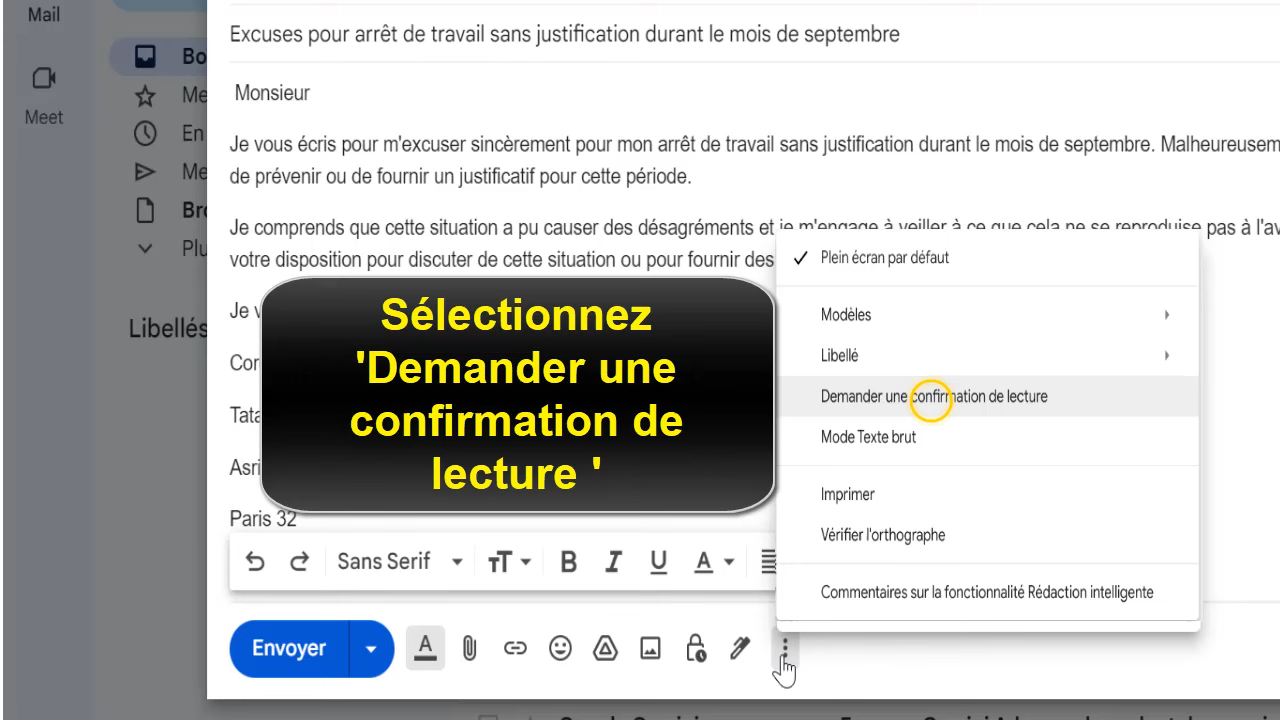 Mail
Excuses pour arrêt de travail sans justification durant le mois de septembre
Monsieur
Meet
Je vous écris pour m'excuser sincèrement pour mon arrêt de travail sans justification durant le mois de septembre.
de prévenir ou de fournir un justificatif pour cette période.
Je comprends que cette situation a pu causer des désagréments et je m'engage à veiller à ce que cela ne se reproduise pas à
votre disposition pour discuter de cette situation ou pour fournir des
Je
Libellés
Paris 32
Sélectionnez
'Demander une
confirmation de
lecture '
Plein écran par défaut
Modèles
Libellé
Demander une confirmation de lecture
Mode Texte brut
Imprimer
Vérifier l'orthographe
Commentaires sur la fonctionnalité Rédaction intelligente
Sans Serif
Envoyer